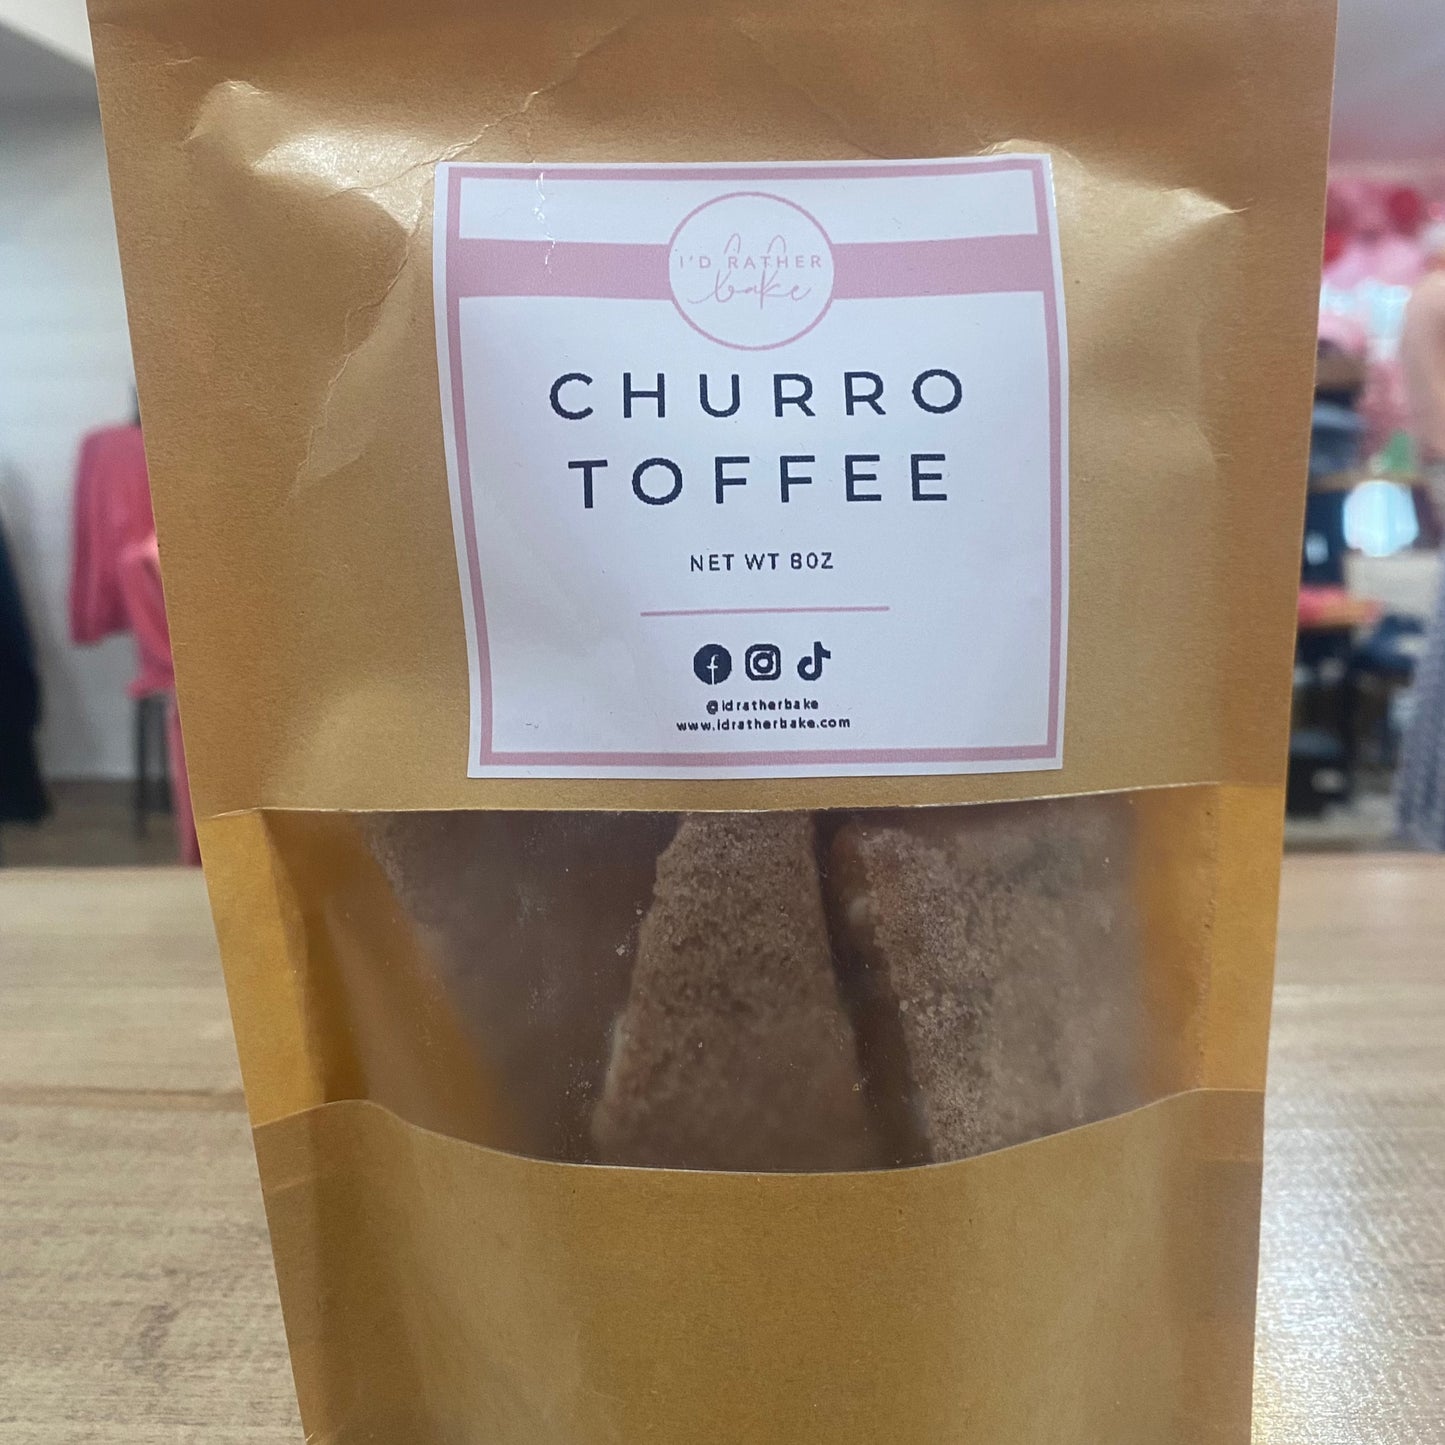 I'D RATHER
bake
CHURRO
TOFFEE
NET WT 8OZ
@idratherbake
www.idratherbake.com